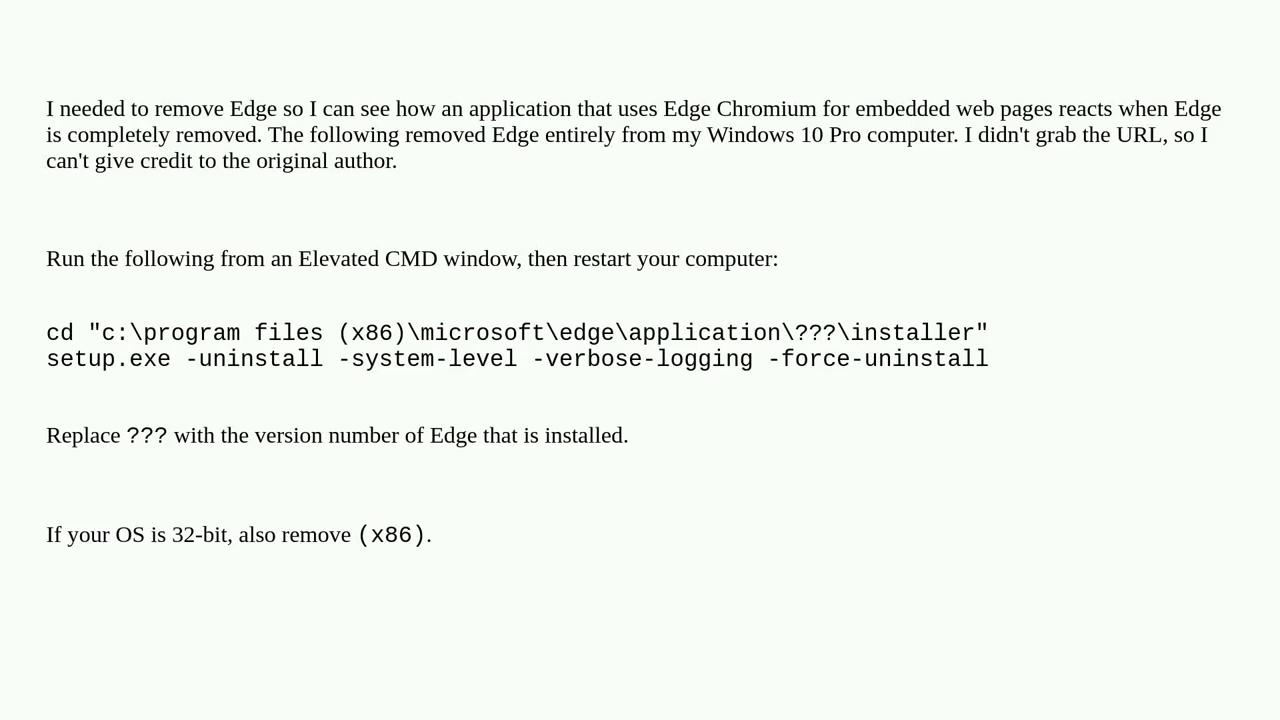 I needed to remove Edge so I can see how an application that uses Edge Chromium for embedded web pages reacts when Edge
is completely removed. The following removed Edge entirely from my Windows 10 Pro computer. I didn't grab the URL, so I
can't give credit to the original author.
Run the following from an Elevated CMD window, then restart your computer:
cd "c:\program files (x86)\microsoft\edge\application\???\installer"
setup.exe -uninstall -system-level -verbose-logging -force-uninstall
Replace ??? with the version number of Edge that is installed.
If your OS is 32-bit, also remove (x86).